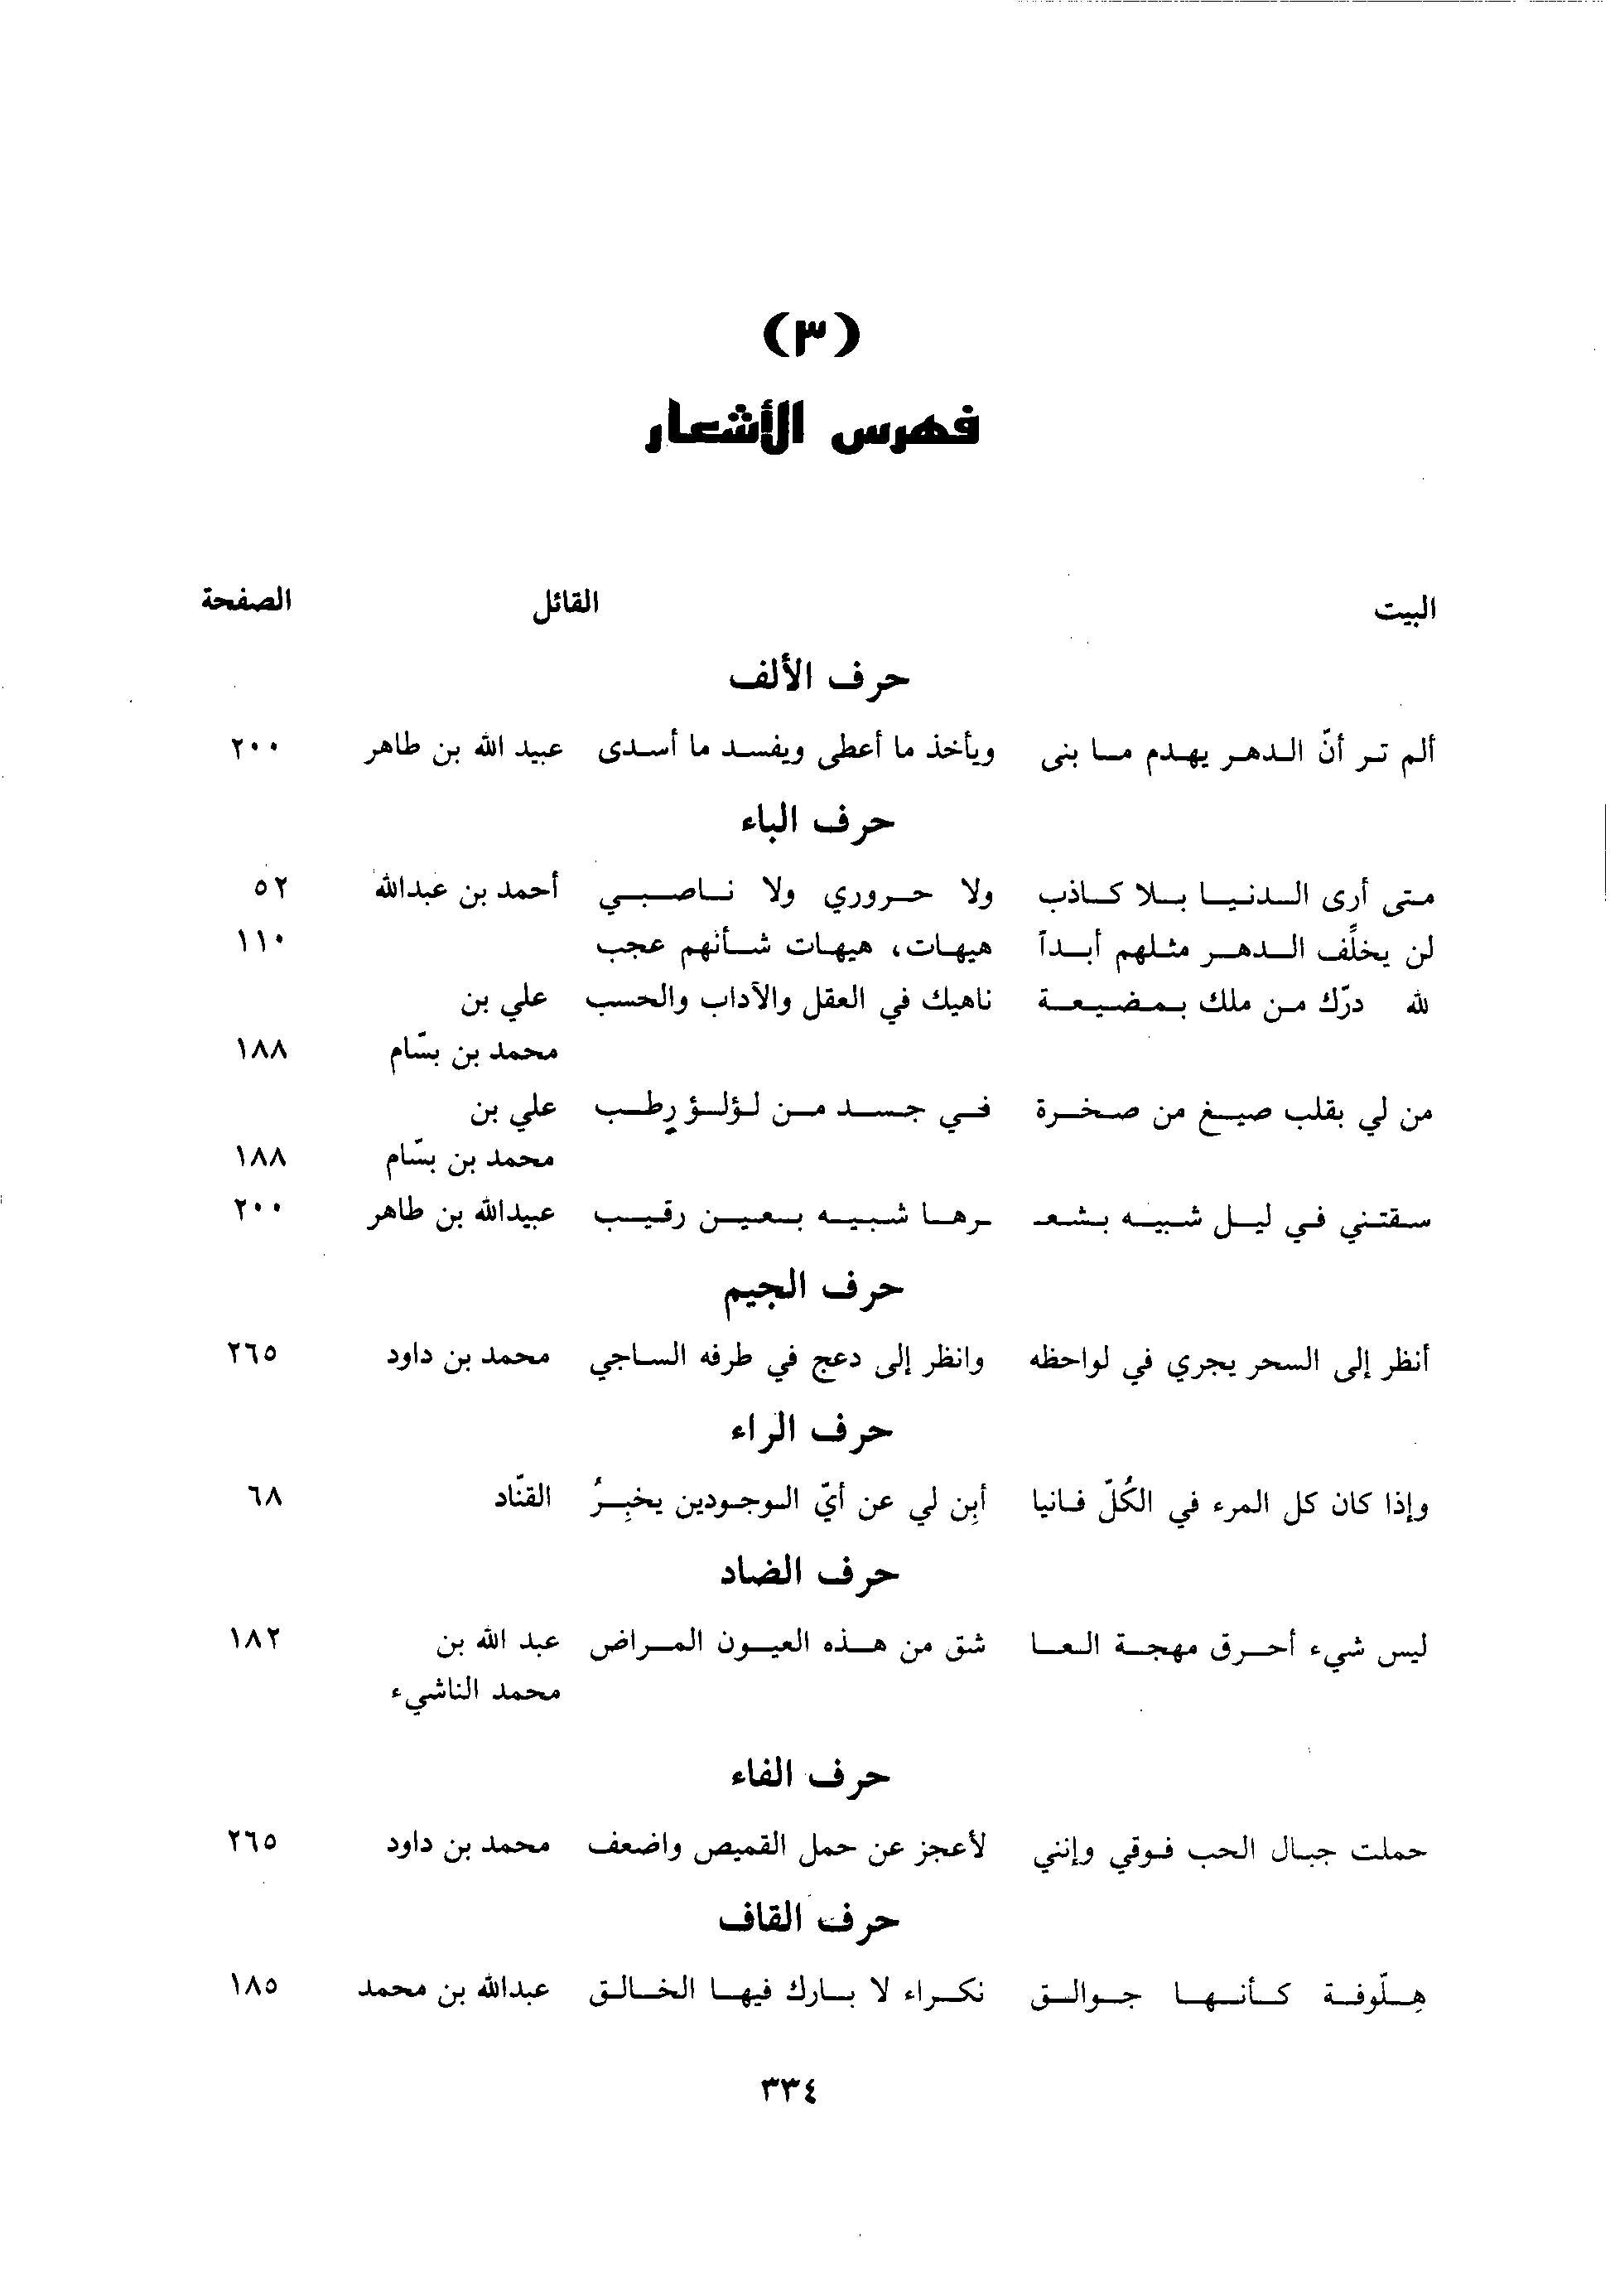 (٣)
فهرس الأشعار
البيت القائل الصفحة
حرف الألف
ألم تر أنّ الدهر يهدم ما بنى ويأخذ ما أعطى ويفسد ما أسدى عبيد الله بن طاهر ٢٠٠
حرف الباء
متى أرى الدنيا بلا كاذب ولا حروري ولا ناصبي أحمد بن عبدالله ٥٢
لن يخلِّف الدهر مثلهم أبداً هيهات، هيهات شأنهم عجب ١١٠
لله درّك من ملك بمضيعة ناهيك في العقل والآداب والحسب علي بن
محمد بن بسّام ١٨٨
من لي بقلب صيغ من صخرة في جسد من لؤلؤ رطب علي بن
محمد بن بسّام ١٨٨
سقتني في ليل شبيه بشعـ ـرها شبيه بعين رقيب عبيدالله بن طاهر ٢٠٠
حرف الجيم
أنظر إلى السحر يجري في لواحظه وانظر إلى دعج في طرفه الساجي محمد بن داود ٢٦٥
حرف الراء
وإذا كان كل المرء في الكُلّ فانيا أبِن لي عن أيّ الوجودين يخبِرُ القنّاد ٦٨
حرف الضاد
ليس شيء أحرق مهجة العا شق من هذه العيون المراض عبد الله بن ١٨٢
محمد الناشيء
حرف الفاء
حملت جبال الحب فوقي وإنني لأعجز عن حمل القميص واضعف محمد بن داود ٢٦٥
حرف القاف
هِلّوفة كأنها جوالق نكراء لا بارك فيها الخالق عبدالله بن محمد ١٨٥
٣٣٤